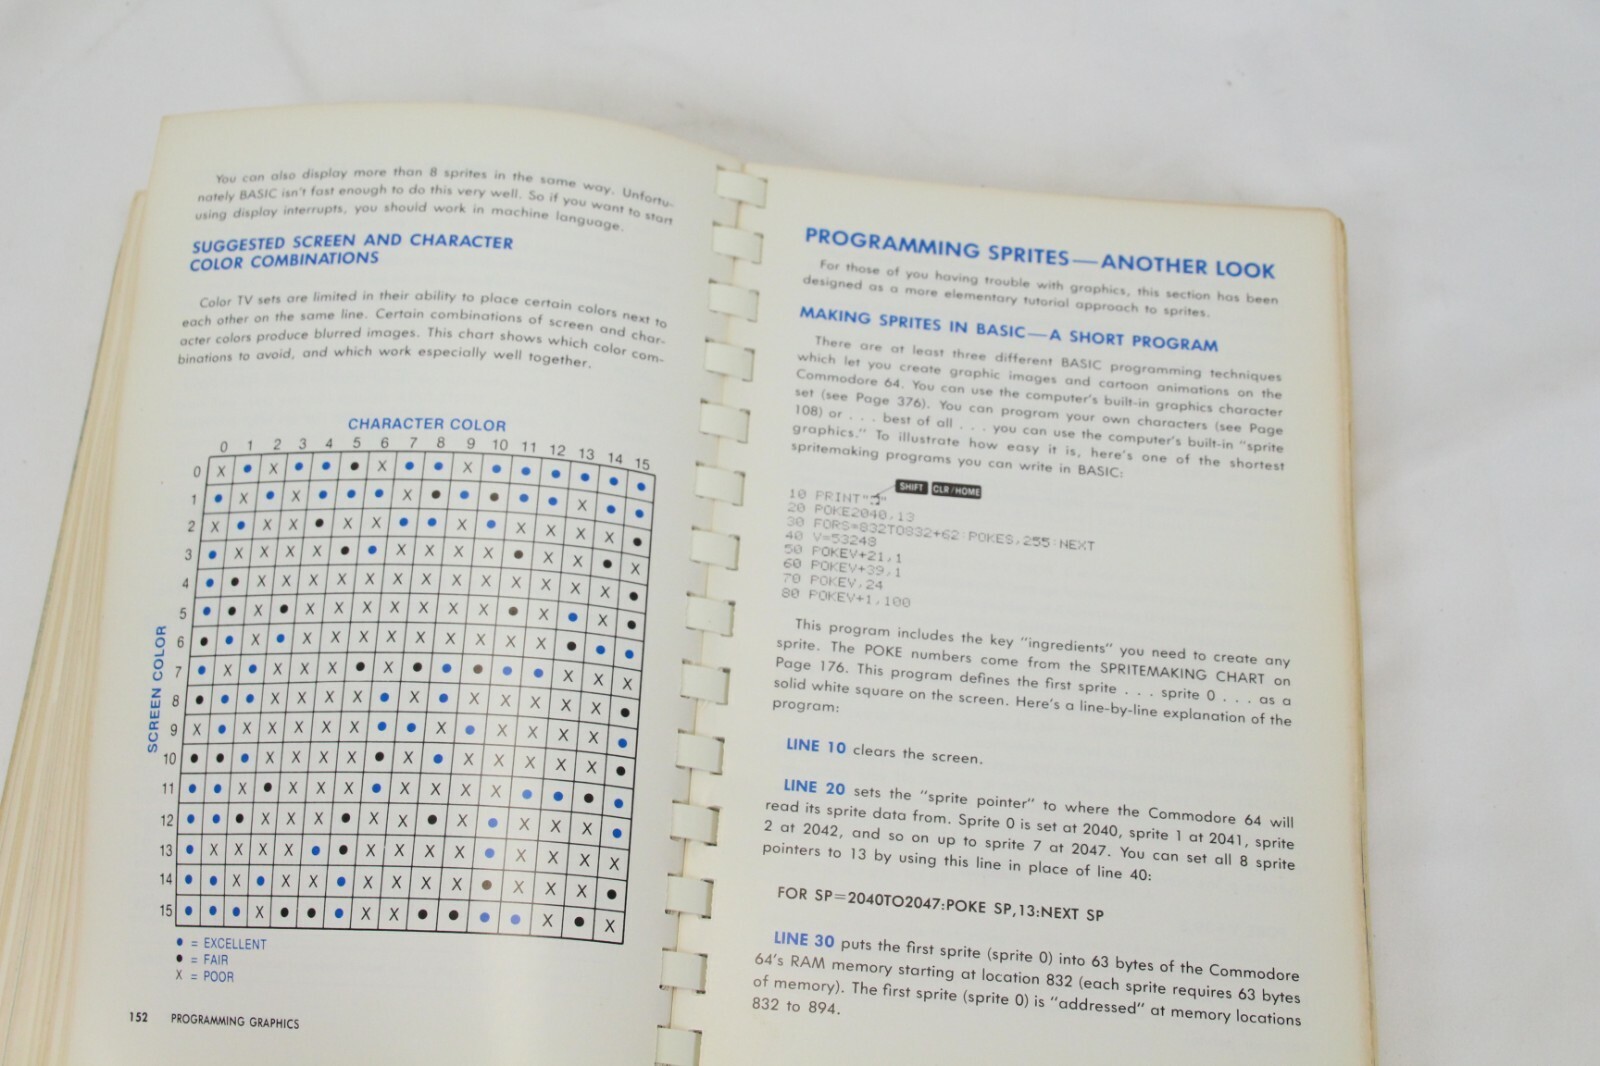 You can also display more than 8 sprites in the same way. Unfortu-
nately BASIC isn't fast enough to do this very well. So if you want to start
using display interrupts, you should work in machine language.
SUGGESTED SCREEN AND CHARACTER
COLOR COMBINATIONS
Color TV sets are limited in their ability to place certain colors next to
each other on the same line. Certain combinations of screen and char-
acter colors produce blurred images. This chart shows which color com-
binations to avoid, and which work especially well together.
CHARACTER COLOR
0 1 2 3 4 5 6 7 8 9 10 11 12 13 14 15
SCREEN COLOR
0 X ● X ● ● ● X ● ● X ● ● ● ● ● ●
1 ● X ● X ● ● ● X ● ● ● ● ● X ● ●
2 X ● X X ● X X ● ● X ● X X X X ●
3 ● X X X X ● ● X X X X ● X X ● X
4 ● ● X X X X X X X X X X X X X ●
5 ● ● X ● X X X X X X X ● X ● X ●
6 ● ● X ● X X X X X X X X X ● ● ●
7 ● X ● X X X ● X ● ● ● ● ● X X X
8 ● ● ● X X X X ● X ● X X X X X ●
9 X ● X X X X X ● ● X ● X X X X ●
10 ● ● ● X X X X ● X ● X X X X X ●
11 ● ● X ● X X X ● X X X X ● ● ● ●
12 ● ● ● X X X ● X X ● X ● X X X ●
13 ● X X X X ● ● X X X X ● X X X X
14 ● ● X ● X X ● X X X X ● X X X ●
15 ● ● ● X ● ● ● X X ● ● ● ● X ● X
● = EXCELLENT
● = FAIR
X = POOR
152 PROGRAMMING GRAPHICS
PROGRAMMING SPRITES—ANOTHER LOOK
For those of you having trouble with graphics, this section has been
designed as a more elementary tutorial approach to sprites.
MAKING SPRITES IN BASIC—A SHORT PROGRAM
There are at least three different BASIC programming techniques
which let you create graphic images and cartoon animations on the
Commodore 64. You can use the computer's built-in graphics character
set (see Page 376). You can program your own characters (see Page
108) or . . . best of all . . . you can use the computer's built-in "sprite
graphics." To illustrate how easy it is, here's one of the shortest
spritemaking programs you can write in BASIC:
SHIFT CLR/HOME
10 PRINT"♥"
20 POKE2040,13
30 FORS=832TO832+62:POKES,255:NEXT
40 V=53248
50 POKEV+21,1
60 POKEV+39,1
70 POKEV,24
80 POKEV+1,100
This program includes the key "ingredients" you need to create any
sprite. The POKE numbers come from the SPRITEMAKING CHART on
Page 176. This program defines the first sprite . . . sprite 0 . . . as a
solid white square on the screen. Here's a line-by-line explanation of the
program:
LINE 10 clears the screen.
LINE 20 sets the "sprite pointer" to where the Commodore 64 will
read its sprite data from. Sprite 0 is set at 2040, sprite 1 at 2041, sprite
2 at 2042, and so on up to sprite 7 at 2047. You can set all 8 sprite
pointers to 13 by using this line in place of line 40:
FOR SP=2040TO2047:POKE SP,13:NEXT SP
LINE 30 puts the first sprite (sprite 0) into 63 bytes of the Commodore
64's RAM memory starting at location 832 (each sprite requires 63 bytes
of memory). The first sprite (sprite 0) is "addressed" at memory locations
832 to 894.